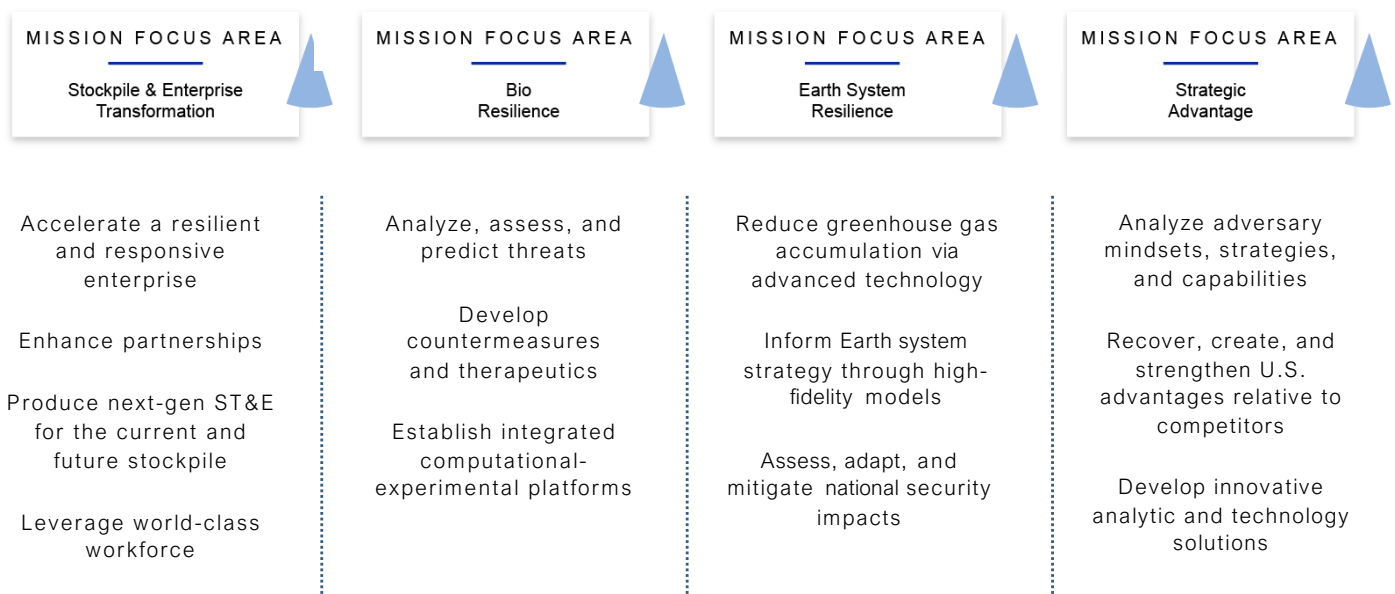 MISSION FOCUS AREA
Stockpile & Enterprise
Transformation
Accelerate a resilient
and responsive
enterprise
Enhance partnerships
Produce next-gen ST&E
for the current and
future stockpile
Leverage world-class
workforce
MISSION FOCUS AREA
Bio
Resilience
Analyze, assess, and
predict threats
Develop
countermeasures
and therapeutics
Establish integrated
computational-
experimental platforms
MISSION FOCUS AREA
Earth System
Resilience
Reduce greenhouse gas
accumulation via
advanced technology
Inform Earth system
strategy through high-
fidelity models
Assess, adapt, and
mitigate national security
impacts
MISSION FOCUS AREA
Strategic
Advantage
Analyze adversary
mindsets, strategies,
and capabilities
Recover, create, and
strengthen U.S.
advantages relative to
competitors
Develop innovative
analytic and technology
solutions